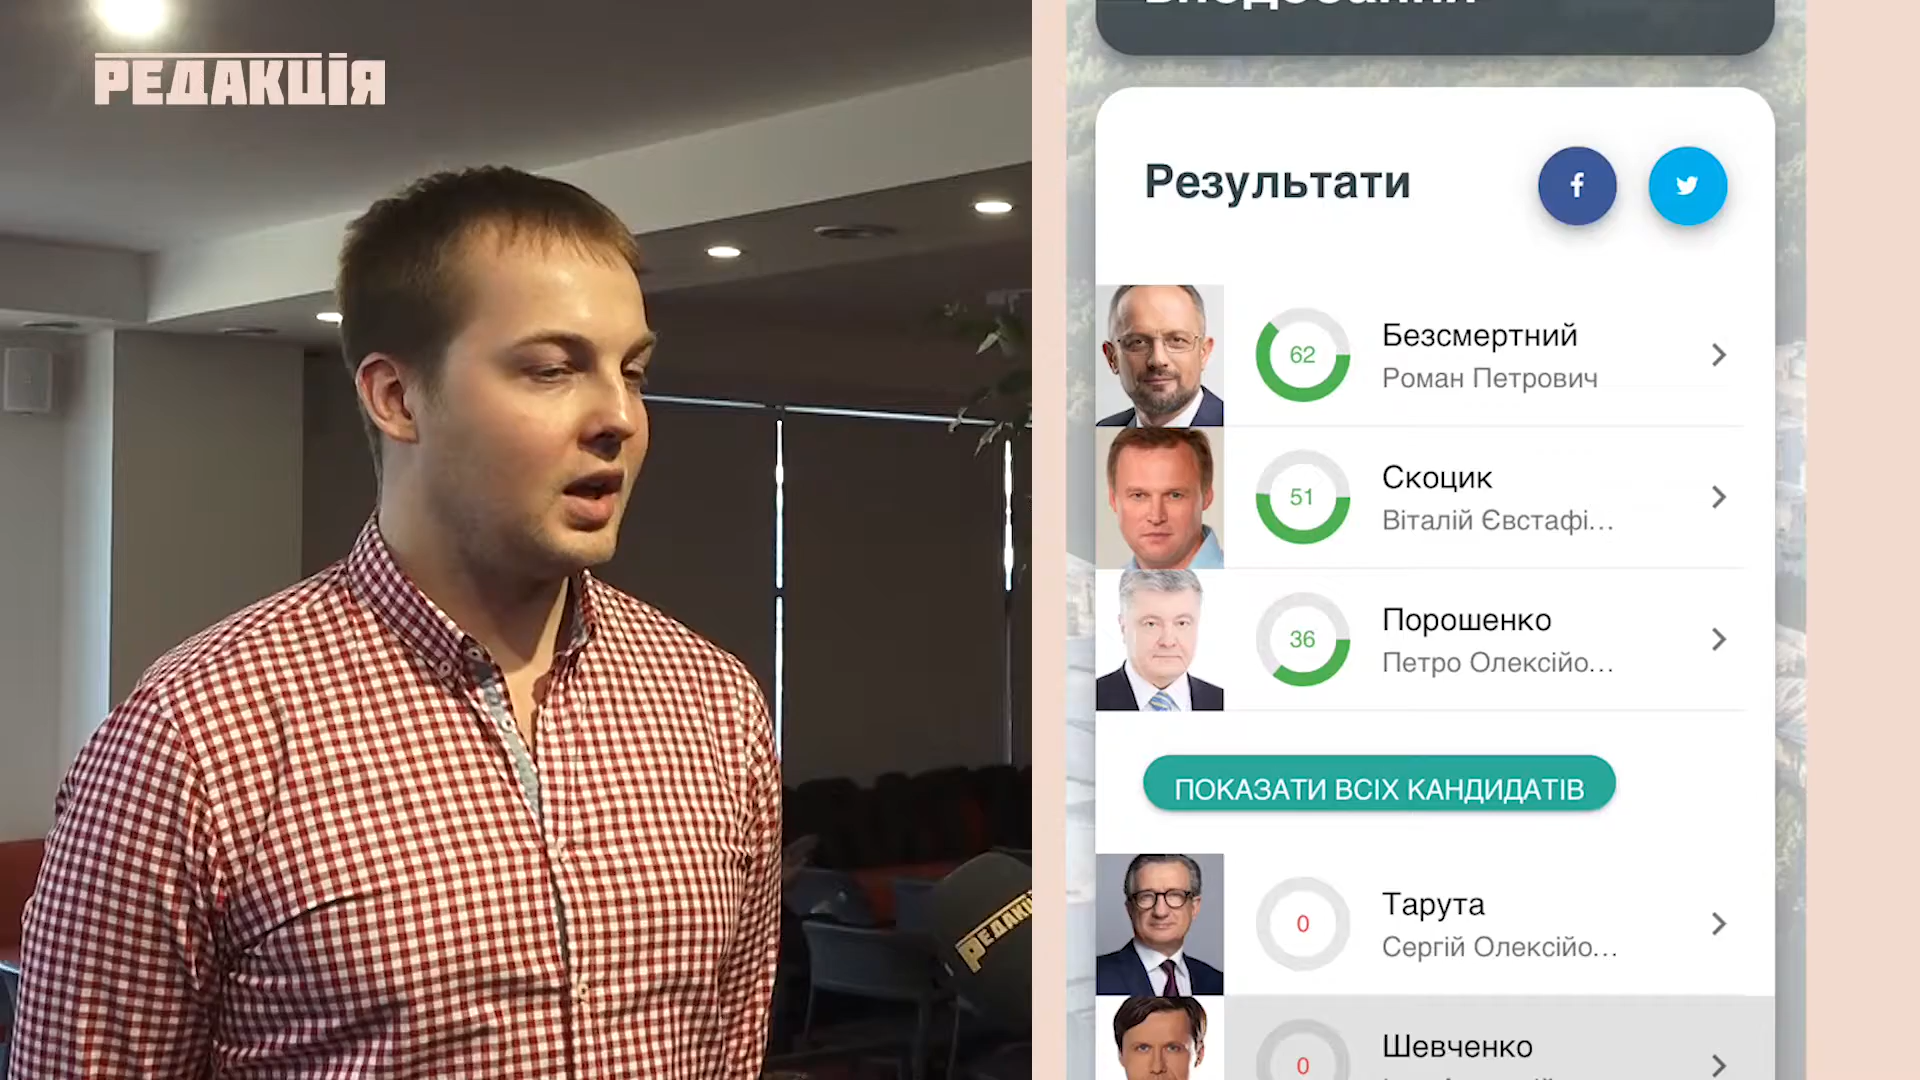 РЕДАКЦІЯ
Результати
62
Безсмертний
Роман Петрович
51
Скоцик
Віталій Євстафі...
36
Порошенко
Петро Олексійо...
ПОКАЗАТИ ВСІХ КАНДИДАТІВ
0
Тарута
Сергій Олексійо...
0
Шевченко